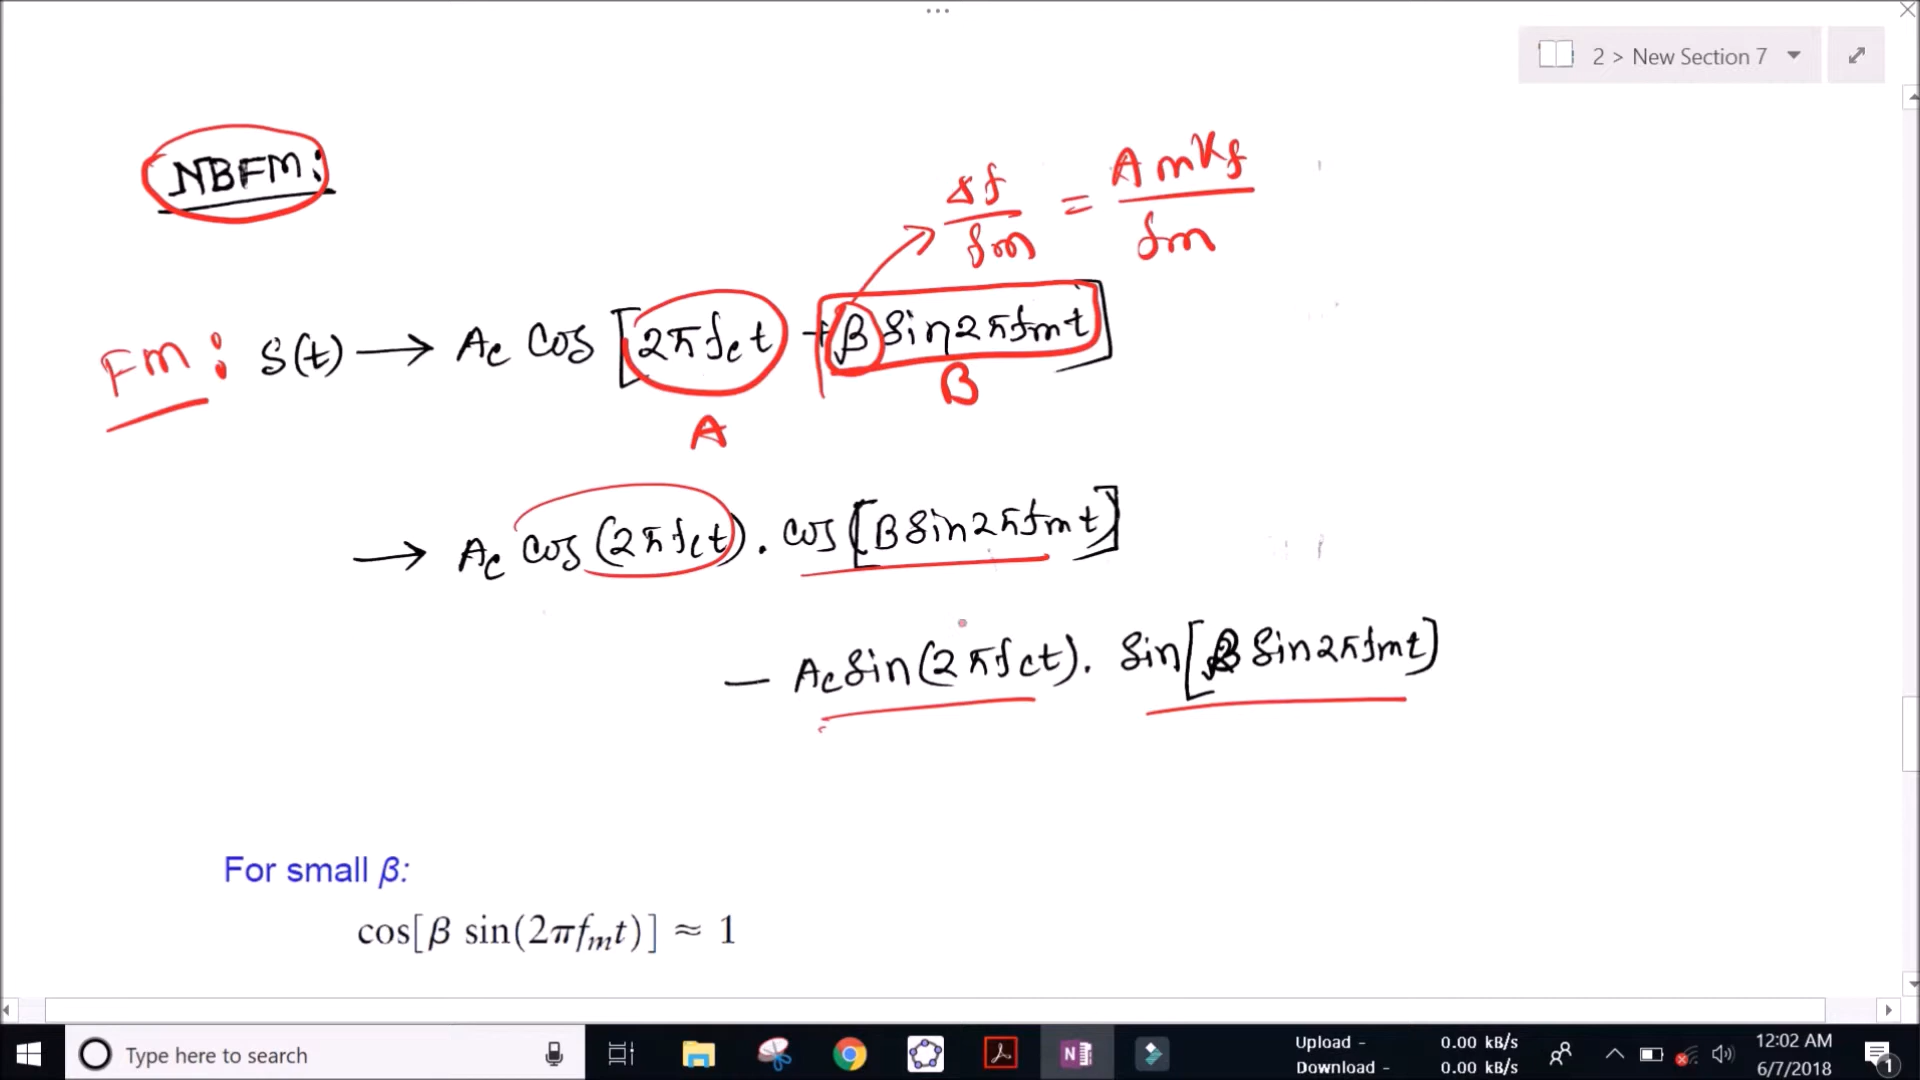 2 > New Section 7
NBFM:
Δf/fm = AmKf/fm
FM: S(t) → Ac Cos [2πfct + β Sin2πfmt]
A
B
→ Ac Cos (2πfct). Cos [β Sin2πfmt]
— Ac Sin (2πfct). Sin [β Sin2πfmt]
For small β:
cos[β sin(2πfmt)] ≈ 1
Type here to search
Upload - 0.00 kB/s
Download - 0.00 kB/s
12:02 AM
6/7/2018
1